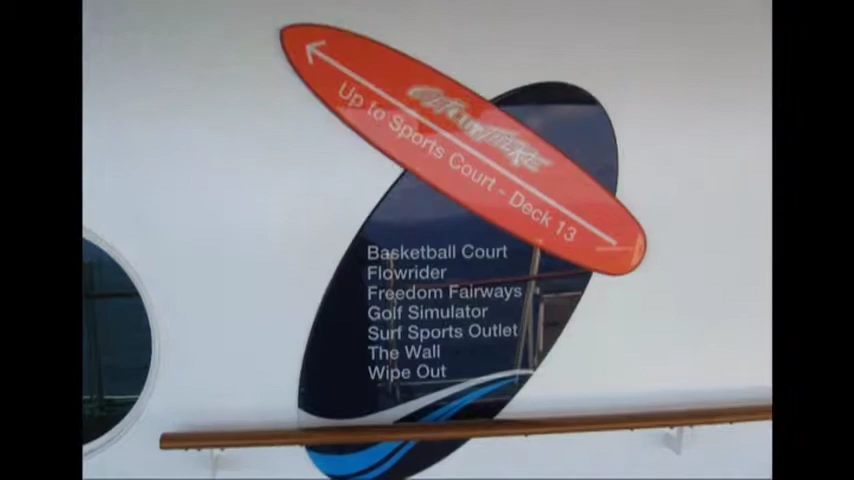 Up to Sports Court - Deck 13
Basketball Court
Flowrider
Freedom Fairways
Golf Simulator
Surf Sports Outlet
The Wall
Wipe Out